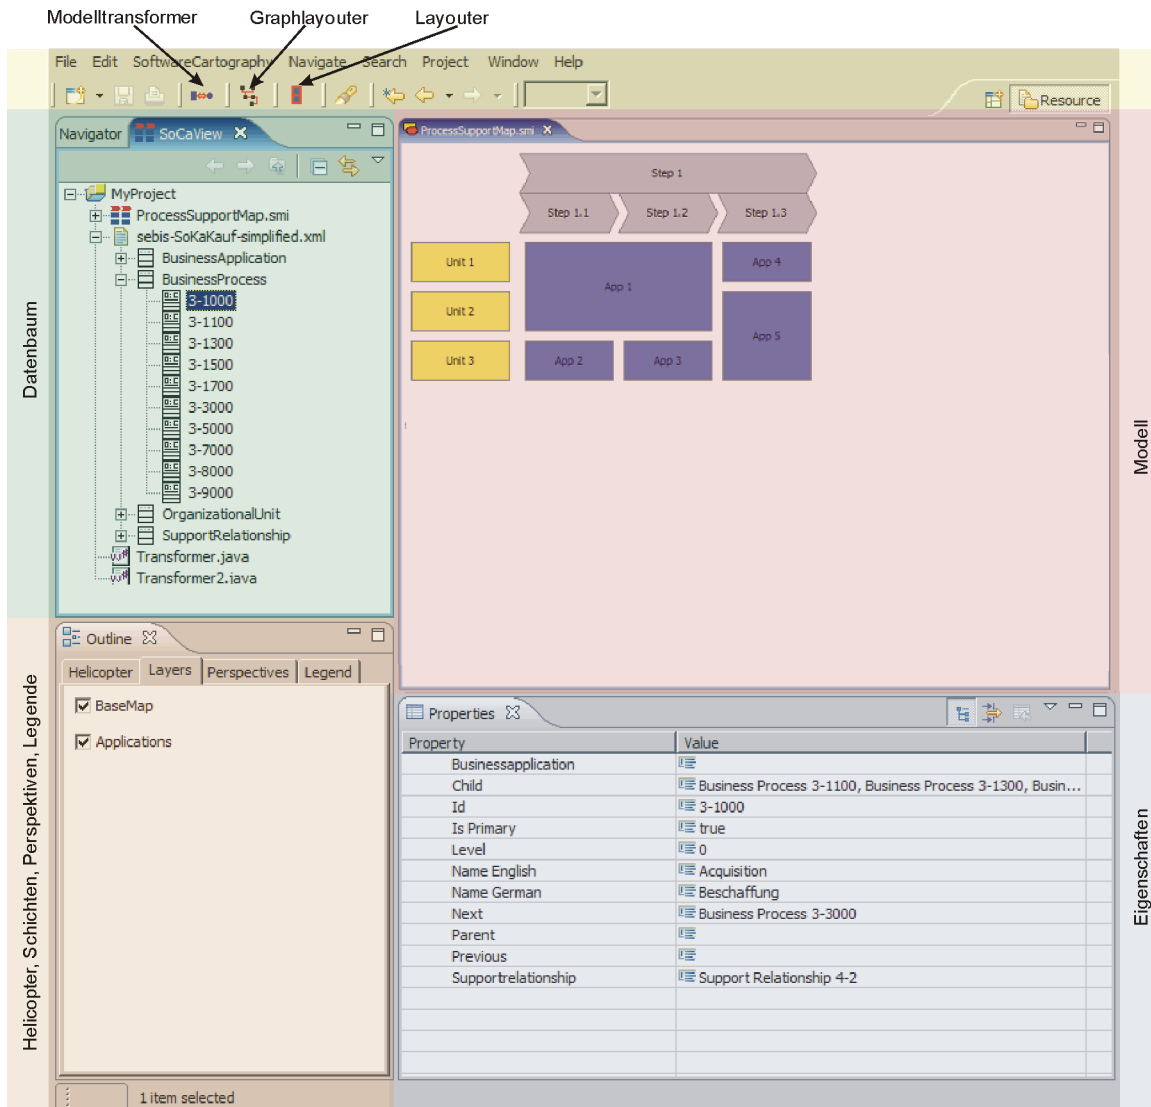 Modelltransformer Graphlayouter Layouter
File Edit SoftwareCartography Navigate Search Project Window Help
Resource
Navigator SoCaView
MyProject
ProcessSupportMap.smi
sebis-SoKaKauf-simplified.xml
BusinessApplication
BusinessProcess
3-1000
3-1100
3-1300
3-1500
3-1700
3-3000
3-5000
3-7000
3-8000
3-9000
OrganizationalUnit
SupportRelationship
Transformer.java
Transformer2.java
Datenbaum
ProcessSupportMap.smi
Step 1
Step 1.1 Step 1.2 Step 1.3
Unit 1
App 1
App 4
Unit 2
App 5
Unit 3
App 2
App 3
Modell
Outline
Helicopter Layers Perspectives Legend
BaseMap
Applications
Helicopter, Schichten, Perspektiven, Legende
Properties
Property Value
Businessapplication
Child Business Process 3-1100, Business Process 3-1300, Busin...
Id 3-1000
Is Primary true
Level 0
Name English Acquisition
Name German Beschaffung
Next Business Process 3-3000
Parent
Previous
Supportrelationship Support Relationship 4-2
Eigenschaften
1 item selected